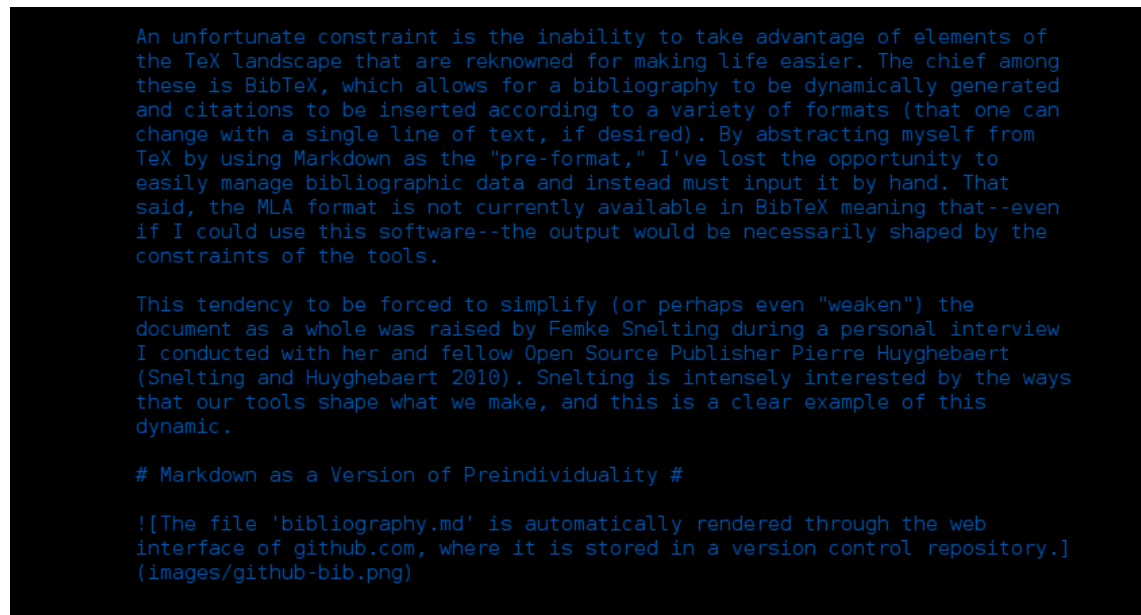 An unfortunate constraint is the inability to take advantage of elements of
the TeX landscape that are reknowned for making life easier. The chief among
these is BibTeX, which allows for a bibliography to be dynamically generated
and citations to be inserted according to a variety of formats (that one can
change with a single line of text, if desired). By abstracting myself from
TeX by using Markdown as the "pre-format," I've lost the opportunity to
easily manage bibliographic data and instead must input it by hand. That
said, the MLA format is not currently available in BibTeX meaning that--even
if I could use this software--the output would be necessarily shaped by the
constraints of the tools.
This tendency to be forced to simplify (or perhaps even "weaken") the
document as a whole was raised by Femke Snelting during a personal interview
I conducted with her and fellow Open Source Publisher Pierre Huyghebaert
(Snelting and Huyghebaert 2010). Snelting is intensely interested by the ways
that our tools shape what we make, and this is a clear example of this
dynamic.
# Markdown as a Version of Preindividuality #
![The file 'bibliography.md' is automatically rendered through the web
interface of github.com, where it is stored in a version control repository.]
(images/github-bib.png)